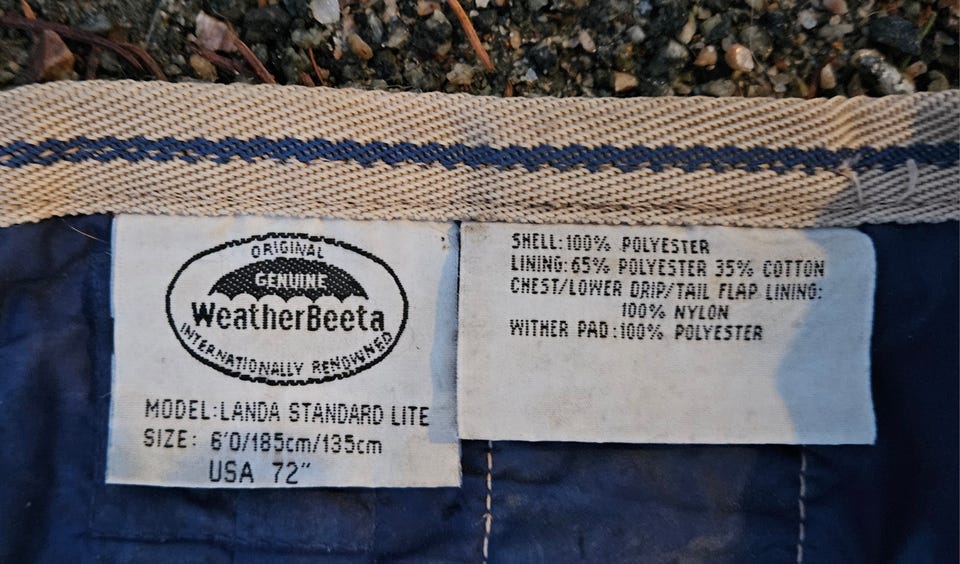 ORIGINAL
GENUINE
WeatherBeeta
INTERNATIONALLY RENOWNED
MODEL:LANDA STANDARD LITE
SIZE: 6'0/185cm/135cm
USA 72"
SHELL:100% POLYESTER
LINING:65% POLYESTER 35% COTTON
CHEST/LOWER DRIP/TAIL FLAP LINING:
100% NYLON
WITHER PAD:100% POLYESTER